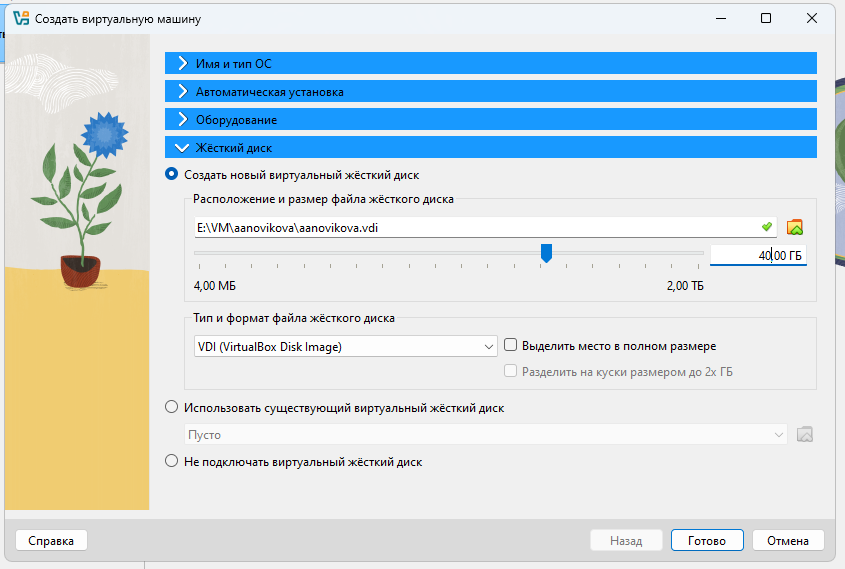 Создать виртуальную машину
Имя и тип ОС
Автоматическая установка
Оборудование
Жёсткий диск
Создать новый виртуальный жёсткий диск
Расположение и размер файла жёсткого диска
E:\VM\aanovikova\aanovikova.vdi
40,00 ГБ
4,00 МБ 2,00 ТБ
Тип и формат файла жёсткого диска
VDI (VirtualBox Disk Image) Выделить место в полном размере
Разделить на куски размером до 2х ГБ
Использовать существующий виртуальный жёсткий диск
Пусто
Не подключать виртуальный жёсткий диск
Справка Назад Готово Отмена